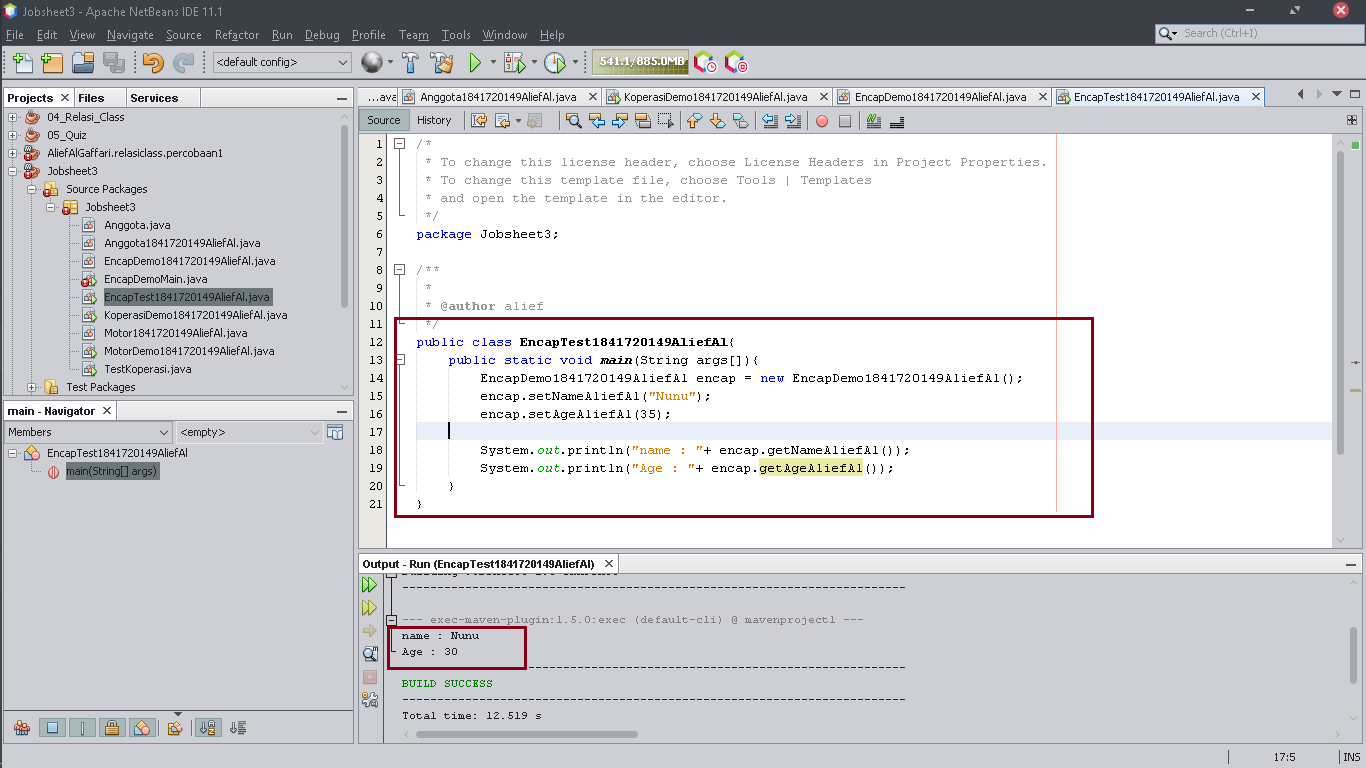 Jobsheet3 - Apache NetBeans IDE 11.1
File Edit View Navigate Source Refactor Run Debug Profile Team Tools Window Help
Search (Ctrl+I)
<default config>
541.1/885.0MB
Projects Files Services
04_Relasi_Class
05_Quiz
AliefAlGaffari.relasiclass.percobaan1
Jobsheet3
Source Packages
Jobsheet3
Anggota.java
Anggota1841720149AliefAl.java
EncapDemo1841720149AliefAl.java
EncapDemoMain.java
EncapTest1841720149AliefAl.java
KoperasiDemo1841720149AliefAl.java
Motor1841720149AliefAl.java
MotorDemo1841720149AliefAl.java
TestKoperasi.java
Test Packages
main - Navigator
Members <empty>
EncapTest1841720149AliefAl
main(String[] args)
...ava Anggota1841720149AliefAl.java KoperasiDemo1841720149AliefAl.java EncapDemo1841720149AliefAl.java EncapTest1841720149AliefAl.java
Source History
1 /*
2 * To change this license header, choose License Headers in Project Properties.
3 * To change this template file, choose Tools | Templates
4 * and open the template in the editor.
5 */
6 package Jobsheet3;
7
8 /**
9 *
10 * @author alief
11 */
12 public class EncapTest1841720149AliefAl{
13 public static void main(String args[]){
14 EncapDemo1841720149AliefAl encap = new EncapDemo1841720149AliefAl();
15 encap.setNameAliefAl("Nunu");
16 encap.setAgeAliefAl(35);
17
18 System.out.println("name : "+ encap.getNameAliefAl());
19 System.out.println("Age : "+ encap.getAgeAliefAl());
20 }
21 }
Output - Run (EncapTest1841720149AliefAl)
------------------------------------------------------------------------
--- exec-maven-plugin:1.5.0:exec (default-cli) @ mavenproject1 ---
name : Nunu
Age : 30
------------------------------------------------------------------------
BUILD SUCCESS
------------------------------------------------------------------------
Total time: 12.519 s
17:5 INS